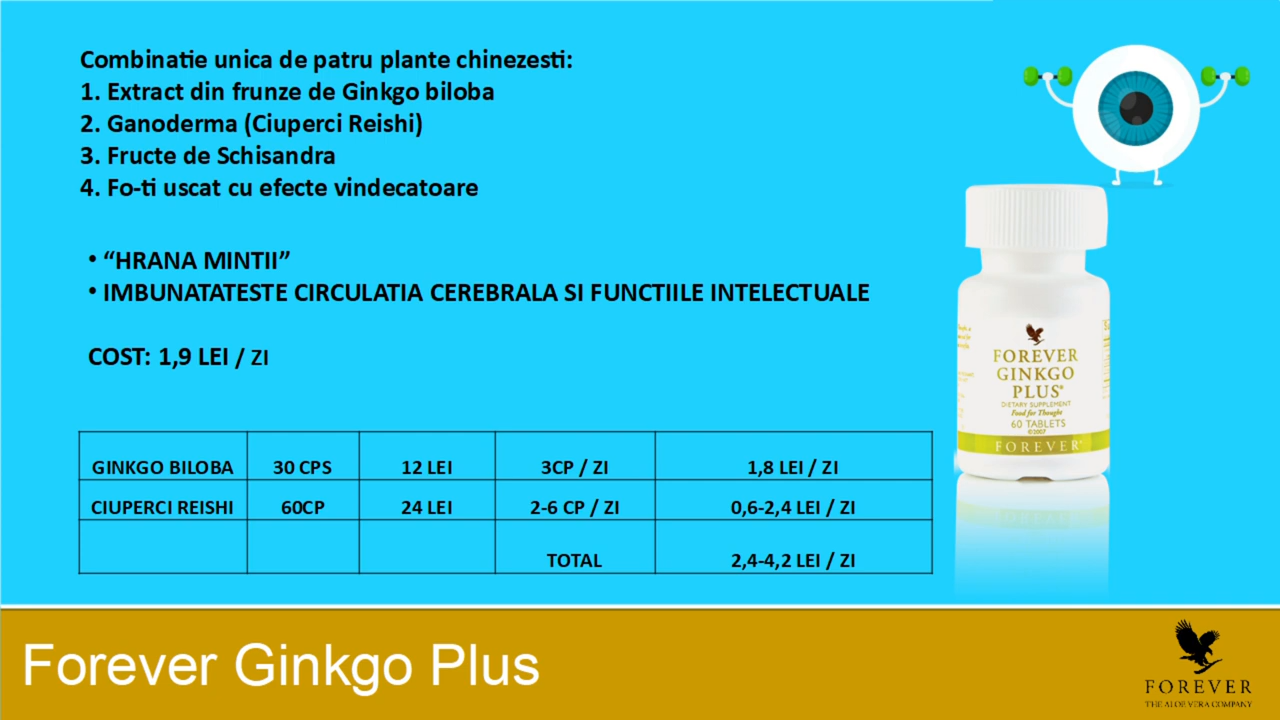 Combinatie unica de patru plante chinezesti:
1. Extract din frunze de Ginkgo biloba
2. Ganoderma (Ciuperci Reishi)
3. Fructe de Schisandra
4. Fo-ti uscat cu efecte vindecatoare
• “HRANA MINTII”
• IMBUNATATESTE CIRCULATIA CEREBRALA SI FUNCTIILE INTELECTUALE
COST: 1,9 LEI / ZI
FOREVER
GINKGO
PLUS®
DIETARY SUPPLEMENT
Food for Thought
60 TABLETS
©2007
FOREVER
GINKGO BILOBA 30 CPS 12 LEI 3CP / ZI 1,8 LEI / ZI
CIUPERCI REISHI 60CP 24 LEI 2-6 CP / ZI 0,6-2,4 LEI / ZI
TOTAL 2,4-4,2 LEI / ZI
Forever Ginkgo Plus
FOREVER
THE ALOE VERA COMPANY